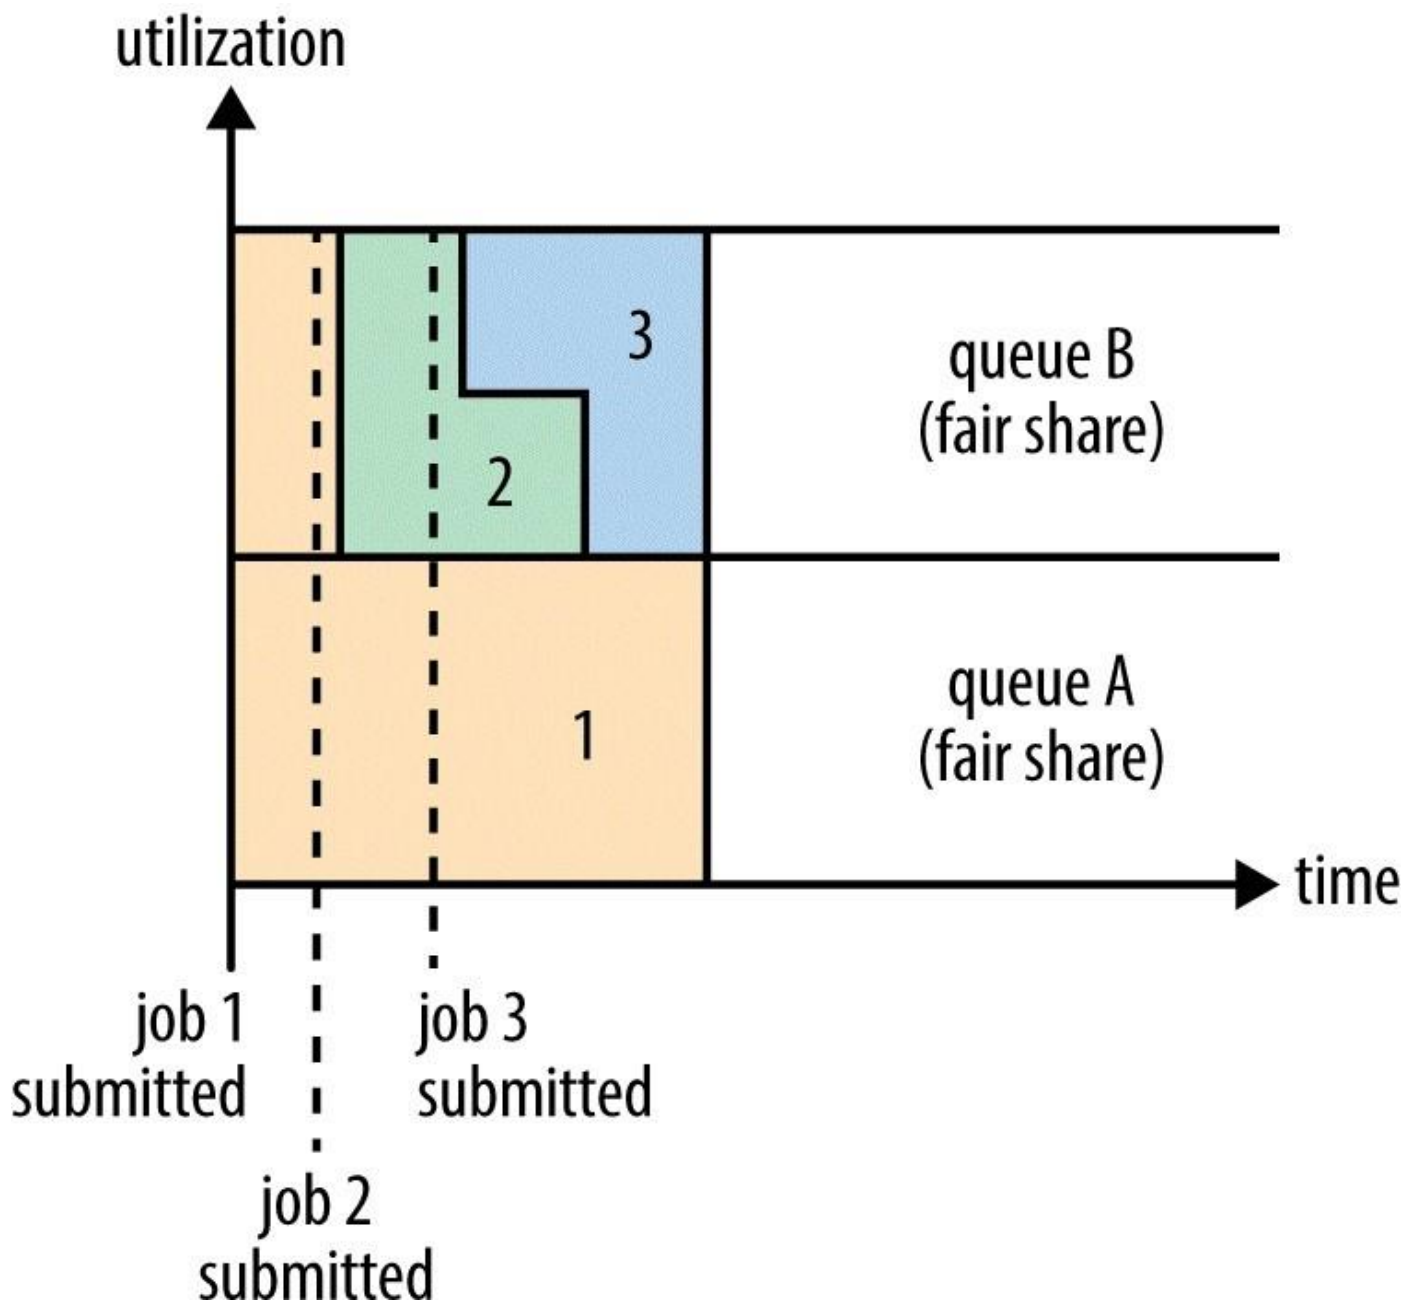 utilization
3
queue B
(fair share)
2
queue A
(fair share)
1
time
job 1
submitted
job 3
submitted
job 2
submitted